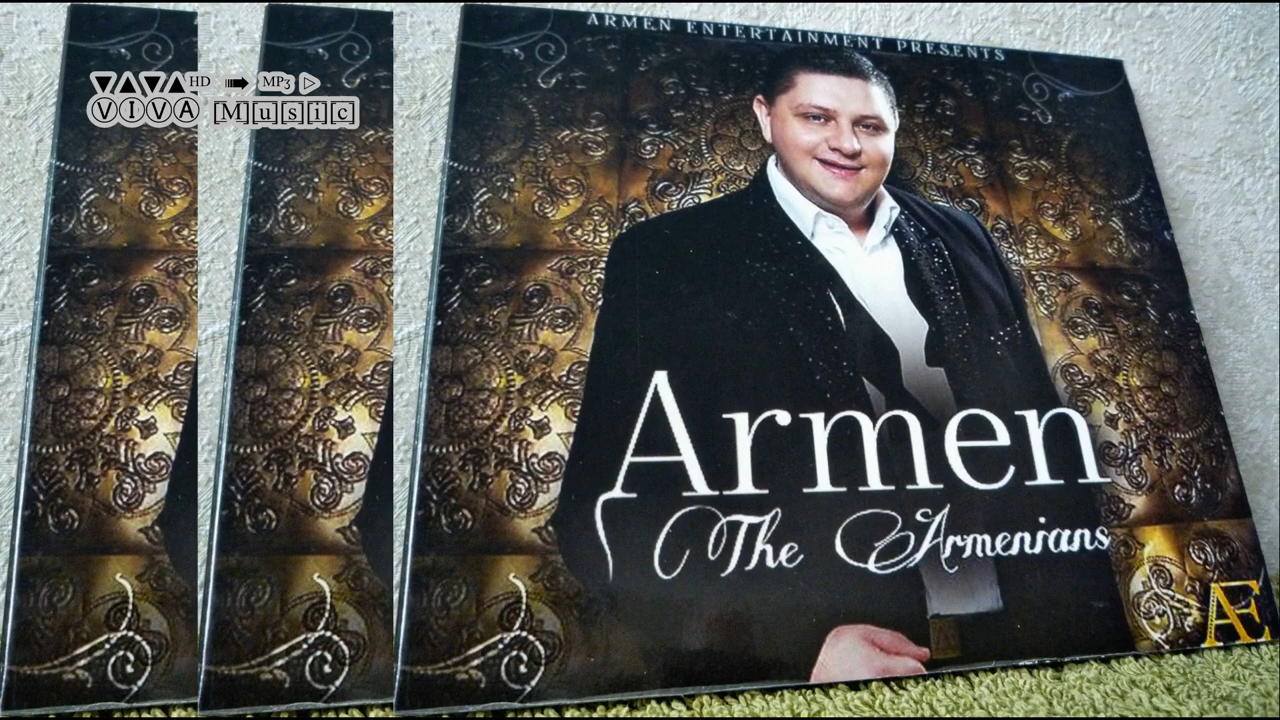 ARMEN ENTERTAINMENT PRESENTS
HD MP3
VIVA Music
Armen
The Armenians
Æ